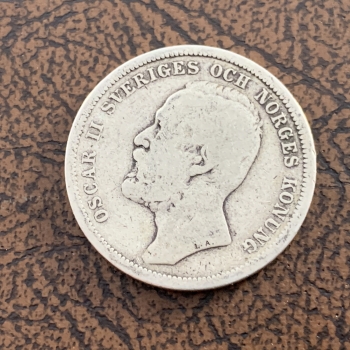 OSCAR II SVERIGES OCH NORGES KONUNG
L.A.